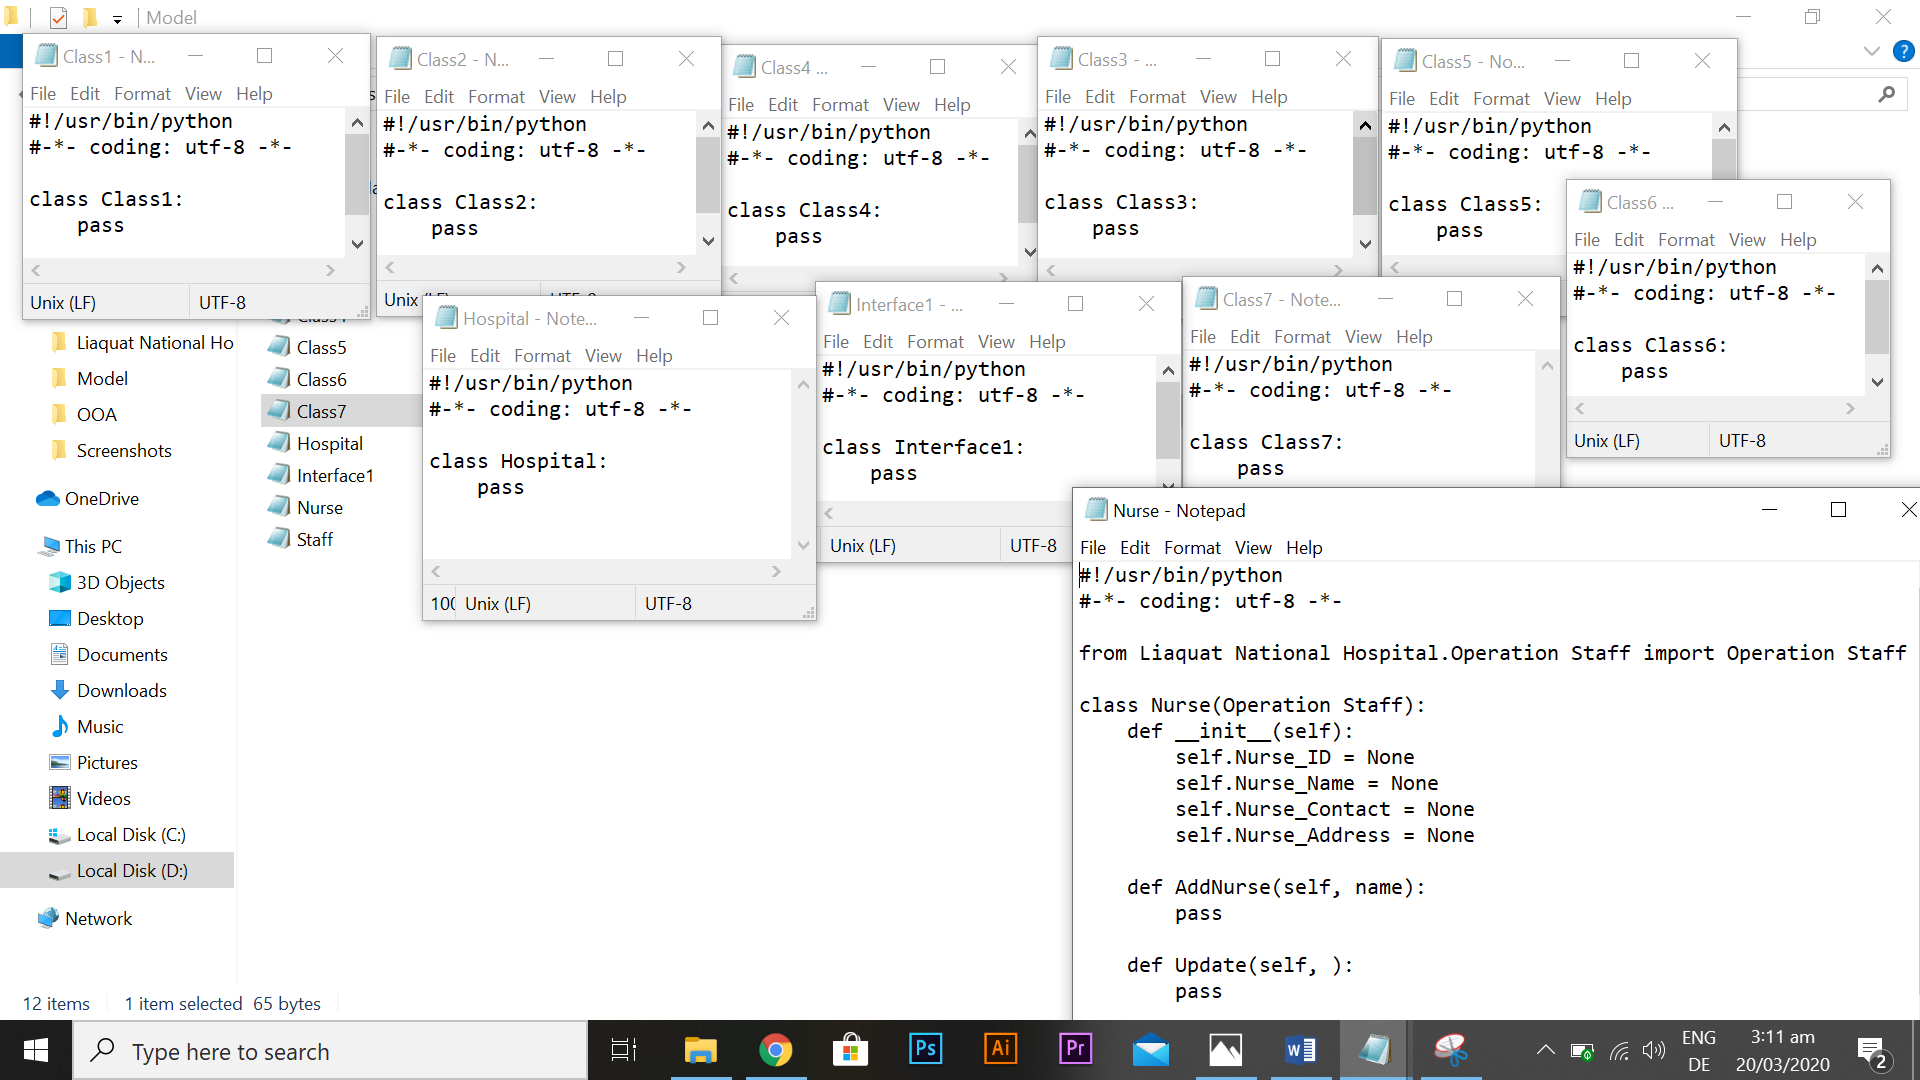 Model
Class1 - N...
File Edit Format View Help
#!/usr/bin/python
#-*- coding: utf-8 -*-
class Class1:
pass
Unix (LF) UTF-8
Class2 - N...
File Edit Format View Help
#!/usr/bin/python
#-*- coding: utf-8 -*-
class Class2:
pass
Unix
Class4 ...
File Edit Format View Help
#!/usr/bin/python
#-*- coding: utf-8 -*-
class Class4:
pass
Class3 - ...
File Edit Format View Help
#!/usr/bin/python
#-*- coding: utf-8 -*-
class Class3:
pass
Class5 - No...
File Edit Format View Help
#!/usr/bin/python
#-*- coding: utf-8 -*-
class Class5:
pass
Class6 ...
File Edit Format View Help
#!/usr/bin/python
#-*- coding: utf-8 -*-
class Class6:
pass
Unix (LF) UTF-8
Hospital - Note...
File Edit Format View Help
#!/usr/bin/python
#-*- coding: utf-8 -*-
class Hospital:
pass
100 Unix (LF) UTF-8
Interface1 - ...
File Edit Format View Help
#!/usr/bin/python
#-*- coding: utf-8 -*-
class Interface1:
pass
Unix (LF) UTF-8
Class7 - Note...
File Edit Format View Help
#!/usr/bin/python
#-*- coding: utf-8 -*-
class Class7:
pass
Nurse - Notepad
File Edit Format View Help
#!/usr/bin/python
#-*- coding: utf-8 -*-
from Liaquat National Hospital.Operation Staff import Operation Staff
class Nurse(Operation Staff):
def __init__(self):
self.Nurse_ID = None
self.Nurse_Name = None
self.Nurse_Contact = None
self.Nurse_Address = None
def AddNurse(self, name):
pass
def Update(self, ):
pass
Liaquat National Ho
Model
OOA
Screenshots
OneDrive
This PC
3D Objects
Desktop
Documents
Downloads
Music
Pictures
Videos
Local Disk (C:)
Local Disk (D:)
Network
Class5
Class6
Class7
Hospital
Interface1
Nurse
Staff
12 items 1 item selected 65 bytes
Type here to search
Ps
Ai
Pr
W
ENG
DE
3:11 am
20/03/2020
2